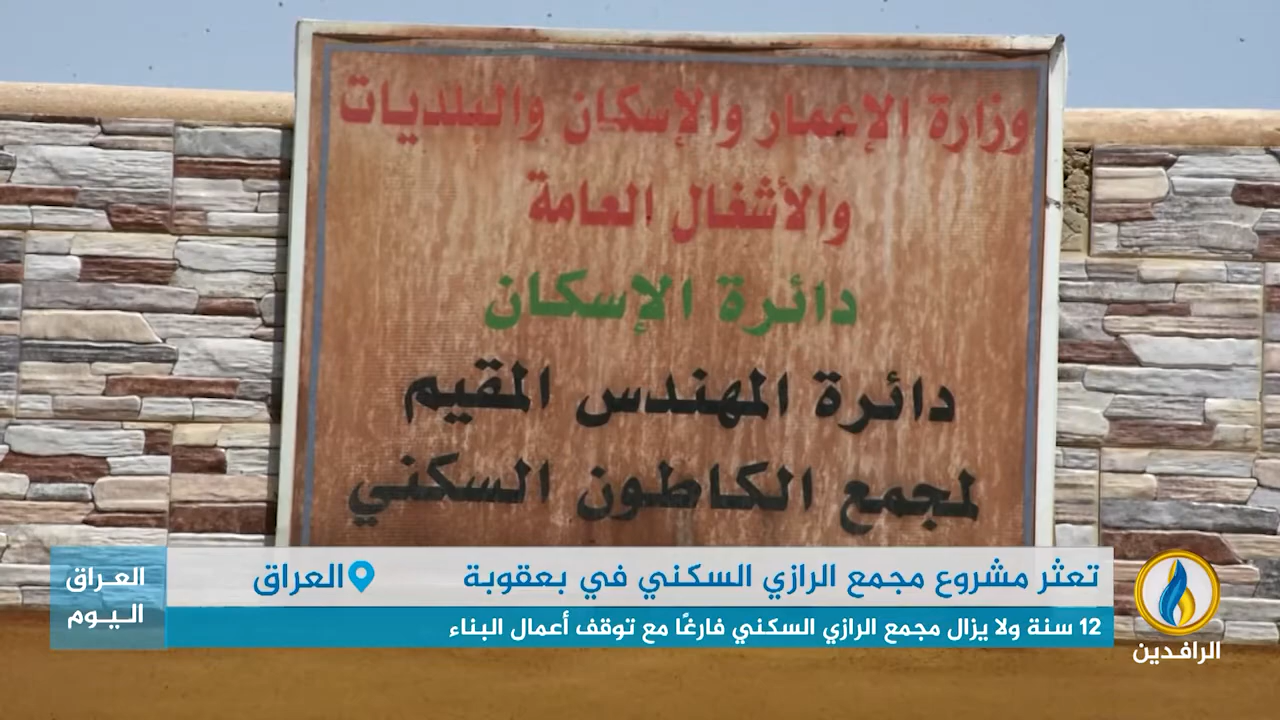 وزارة الإعمار والإسكان والبلديات
والأشغال العامة
دائرة الإسكان
دائرة المهندس المقيم
لمجمع الكاطون السكني
تعثر مشروع مجمع الرازي السكني في بعقوبة
العراق
العراق
اليوم
12 سنة ولا يزال مجمع الرازي السكني فارغًا مع توقف أعمال البناء
الرافدين